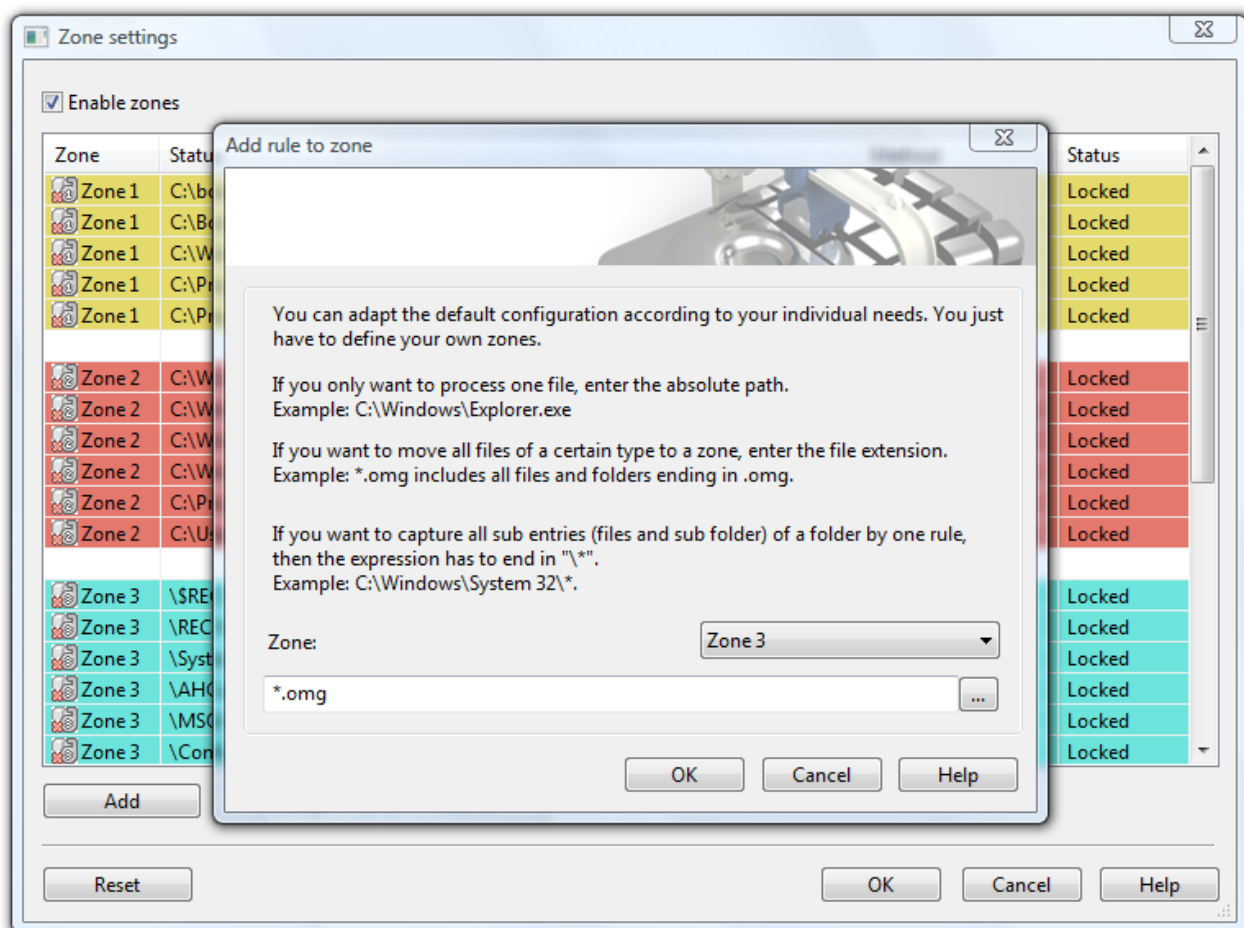 Zone settings
Enable zones
Add rule to zone
Zone Status
Zone 1 Locked
Zone 1 Locked
Zone 1 Locked
Zone 1 Locked
Zone 1 Locked
Zone 2 Locked
Zone 2 Locked
Zone 2 Locked
Zone 2 Locked
Zone 2 Locked
Zone 2 Locked
Zone 3 Locked
Zone 3 Locked
Zone 3 Locked
Zone 3 Locked
Zone 3 Locked
Zone 3 Locked
You can adapt the default configuration according to your individual needs. You just
have to define your own zones.
If you only want to process one file, enter the absolute path.
Example: C:\Windows\Explorer.exe
If you want to move all files of a certain type to a zone, enter the file extension.
Example: *.omg includes all files and folders ending in .omg.
If you want to capture all sub entries (files and sub folder) of a folder by one rule,
then the expression has to end in "\*".
Example: C:\Windows\System 32\*.
Zone: Zone 3
*.omg
...
OK Cancel Help
Add
Reset OK Cancel Help